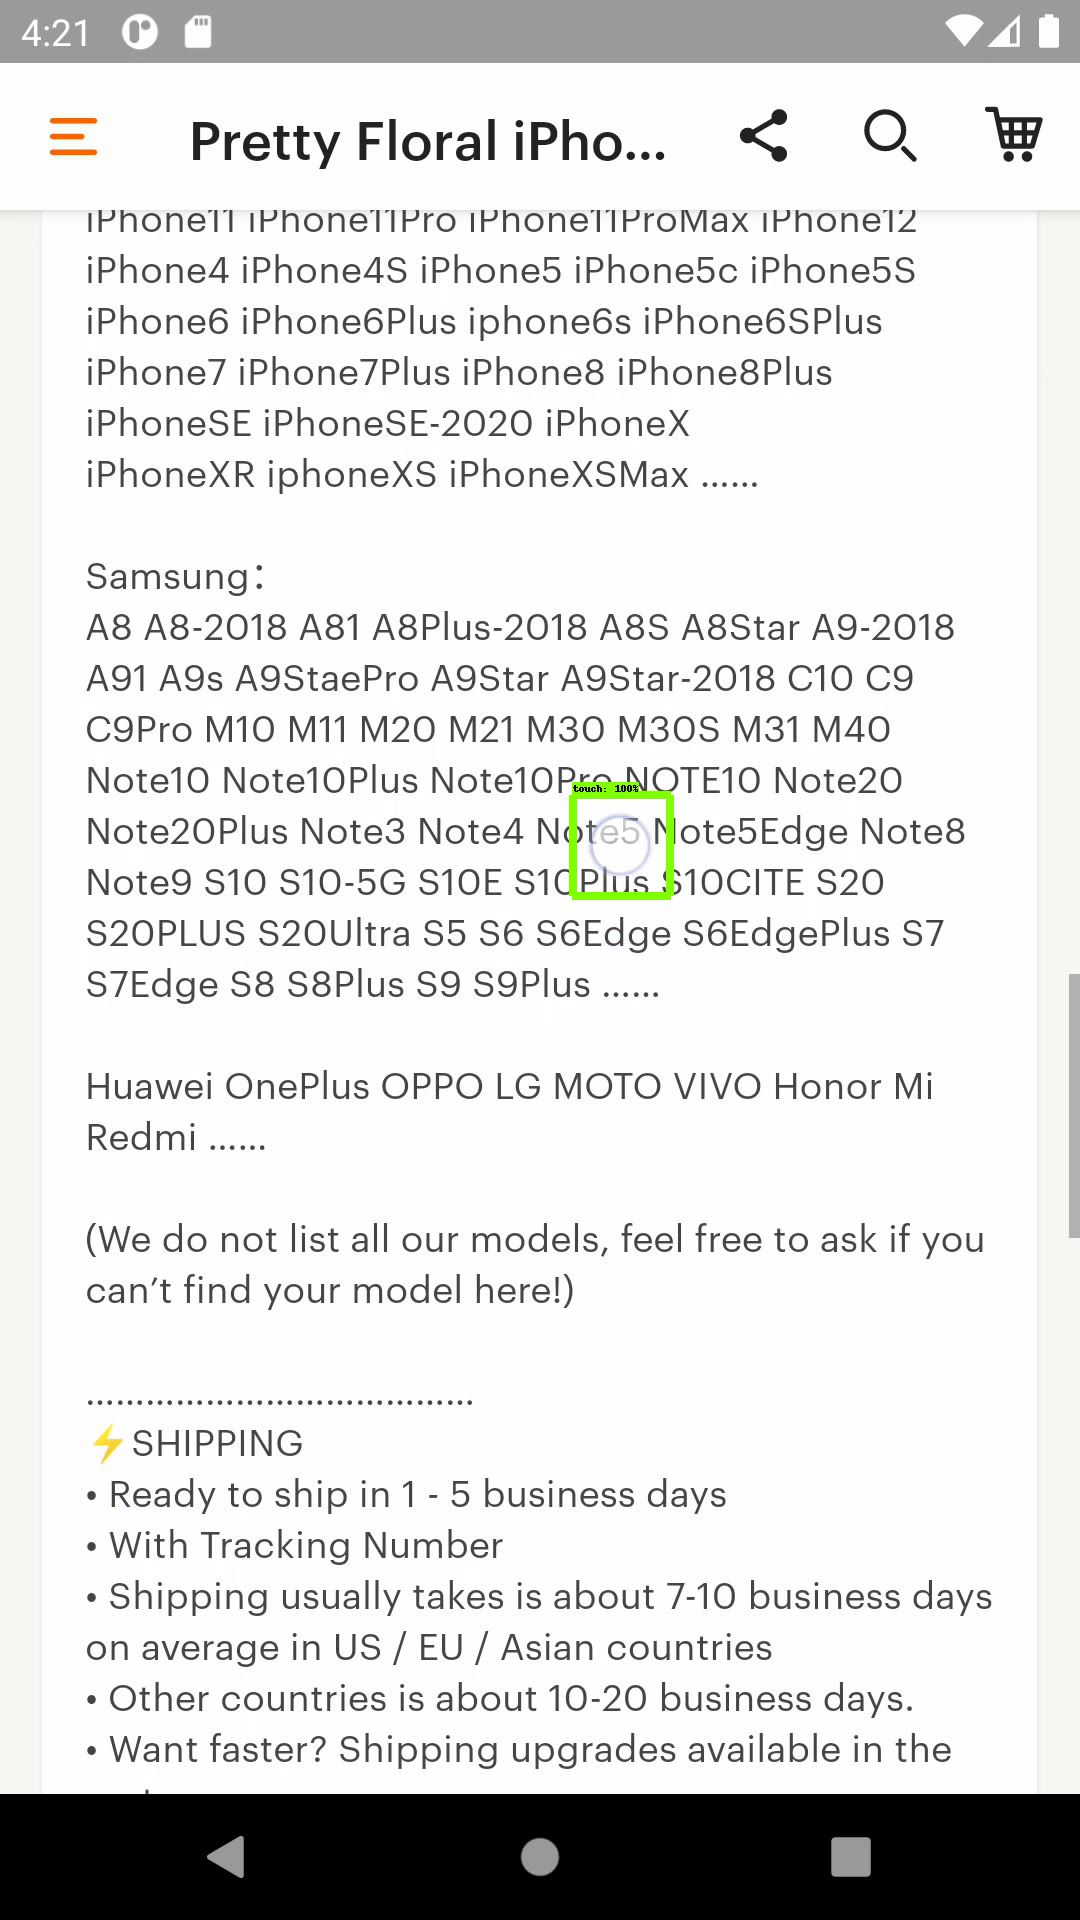 4:21
Pretty Floral iPho...
iPhone11 iPhone11Pro iPhone11ProMax iPhone12
iPhone4 iPhone4S iPhone5 iPhone5c iPhone5S
iPhone6 iPhone6Plus iphone6s iPhone6SPlus
iPhone7 iPhone7Plus iPhone8 iPhone8Plus
iPhoneSE iPhoneSE-2020 iPhoneX
iPhoneXR iphoneXS iPhoneXSMax ......
Samsung：
A8 A8-2018 A81 A8Plus-2018 A8S A8Star A9-2018
A91 A9s A9StaePro A9Star A9Star-2018 C10 C9
C9Pro M10 M11 M20 M21 M30 M30S M31 M40
Note10 Note10Plus Note10Pro NOTE10 Note20
touch: 100%
Note20Plus Note3 Note4 Note5 Note5Edge Note8
Note9 S10 S10-5G S10E S10Plus S10CITE S20
S20PLUS S20Ultra S5 S6 S6Edge S6EdgePlus S7
S7Edge S8 S8Plus S9 S9Plus ......
Huawei OnePlus OPPO LG MOTO VIVO Honor Mi
Redmi ......
(We do not list all our models, feel free to ask if you
can’t find your model here!)
.......................................
⚡SHIPPING
• Ready to ship in 1 - 5 business days
• With Tracking Number
• Shipping usually takes is about 7-10 business days
on average in US / EU / Asian countries
• Other countries is about 10-20 business days.
• Want faster? Shipping upgrades available in the